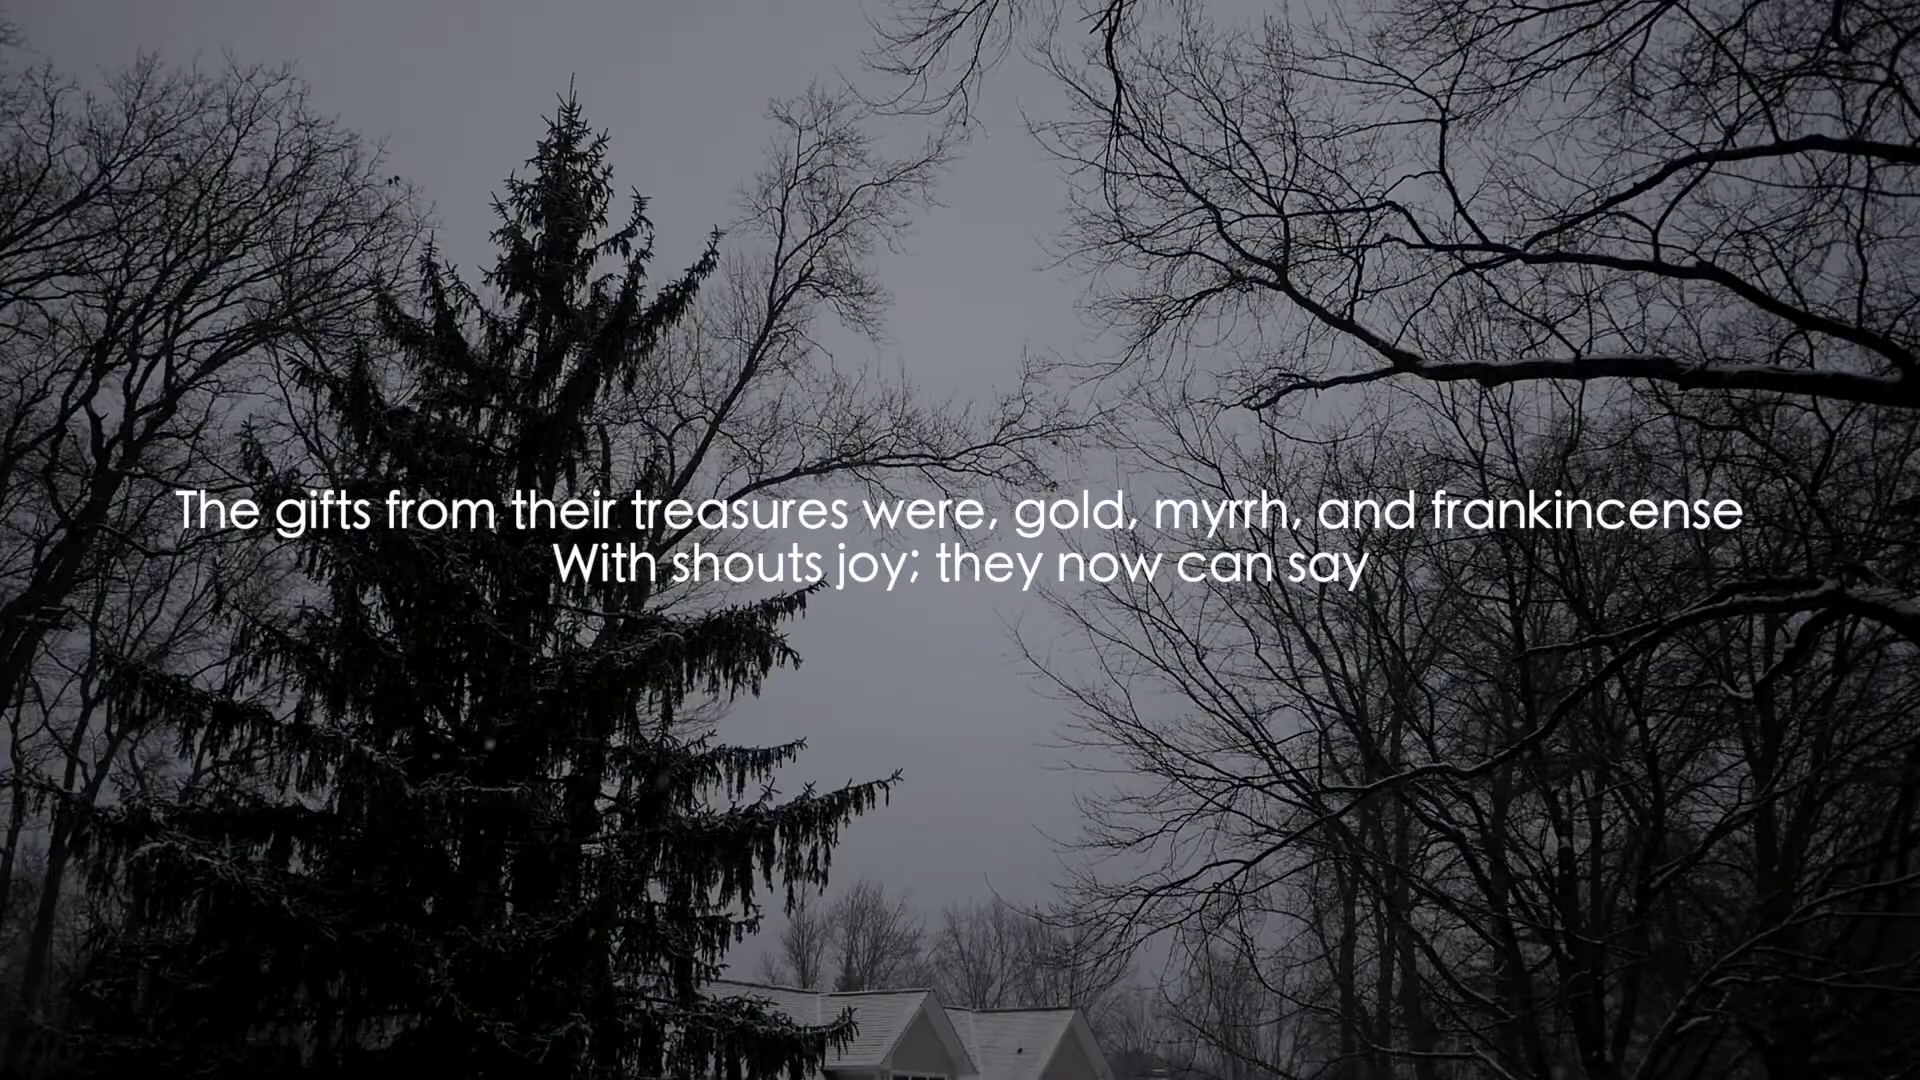 The gifts from their treasures were, gold, myrrh, and frankincense
With shouts joy; they now can say